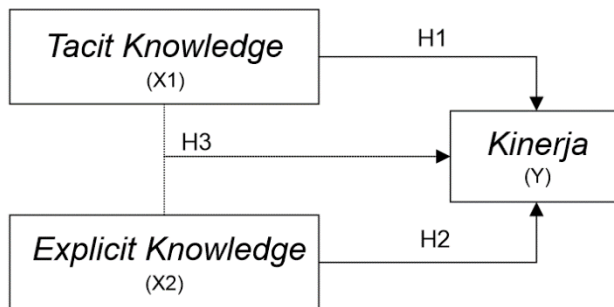 Tacit Knowledge
(X1)
H1
H3
Kinerja
(Y)
Explicit Knowledge
(X2)
H2